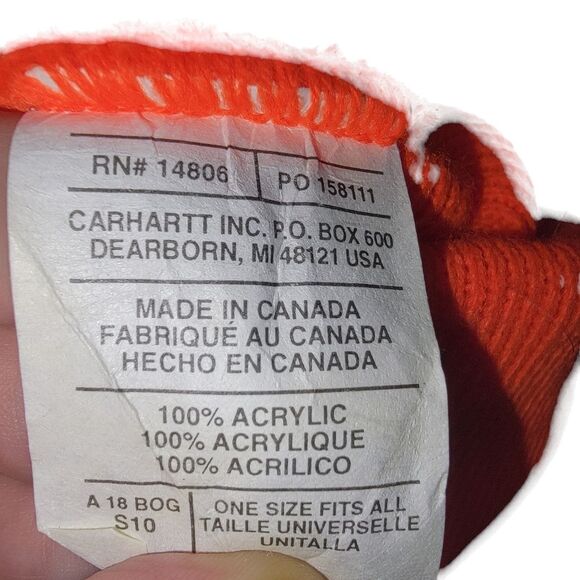 RN# 14806 PO 158111
CARHARTT INC. P.O. BOX 600
DEARBORN, MI 48121 USA
MADE IN CANADA
FABRIQUÉ AU CANADA
HECHO EN CANADA
100% ACRYLIC
100% ACRYLIQUE
100% ACRILICO
A 18 BOG
S10
ONE SIZE FITS ALL
TAILLE UNIVERSELLE
UNITALLA